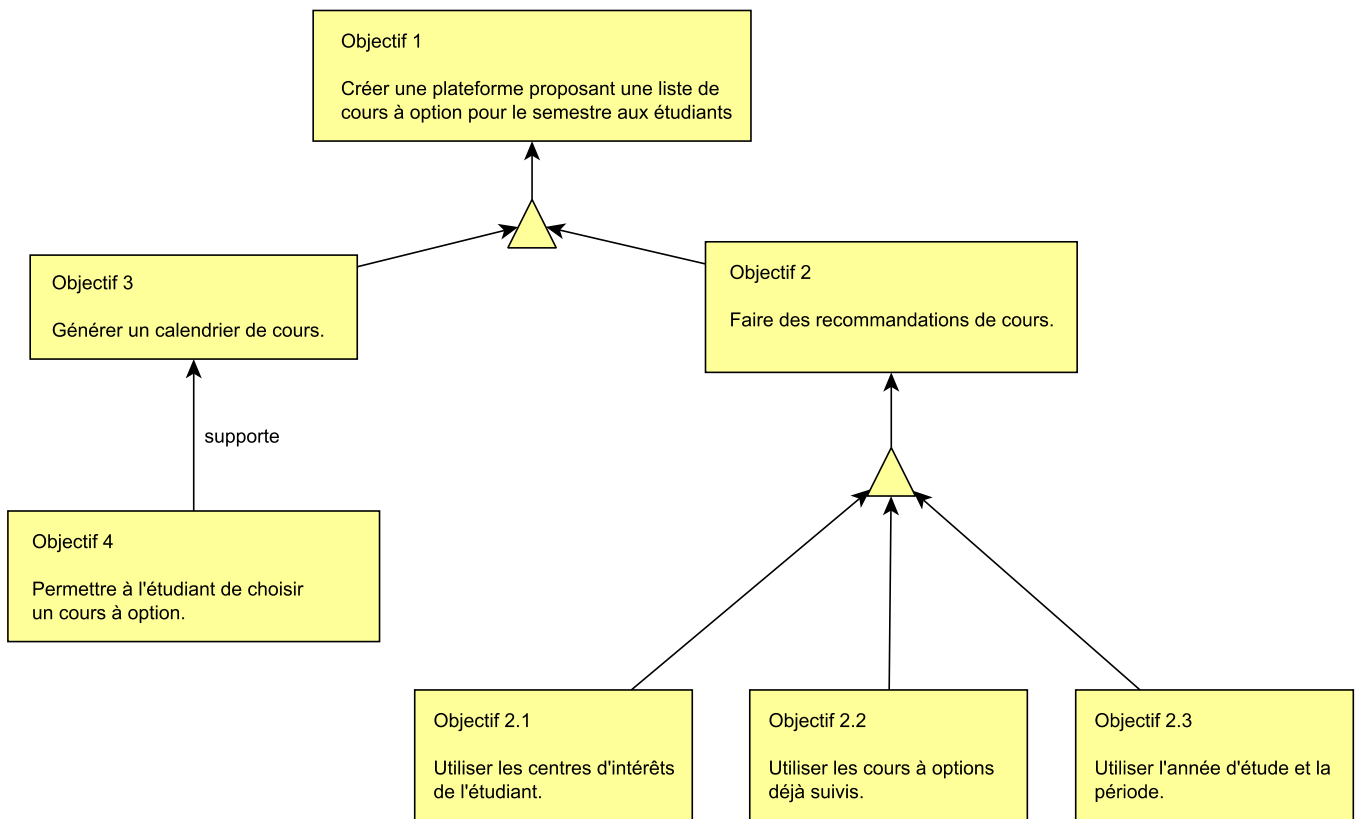 Objectif 1
Créer une plateforme proposant une liste de
cours à option pour le semestre aux étudiants
Objectif 3
Générer un calendrier de cours.
Objectif 2
Faire des recommandations de cours.
supporte
Objectif 4
Permettre à l'étudiant de choisir
un cours à option.
Objectif 2.1
Utiliser les centres d'intérêts
de l'étudiant.
Objectif 2.2
Utiliser les cours à options
déjà suivis.
Objectif 2.3
Utiliser l'année d'étude et la
période.